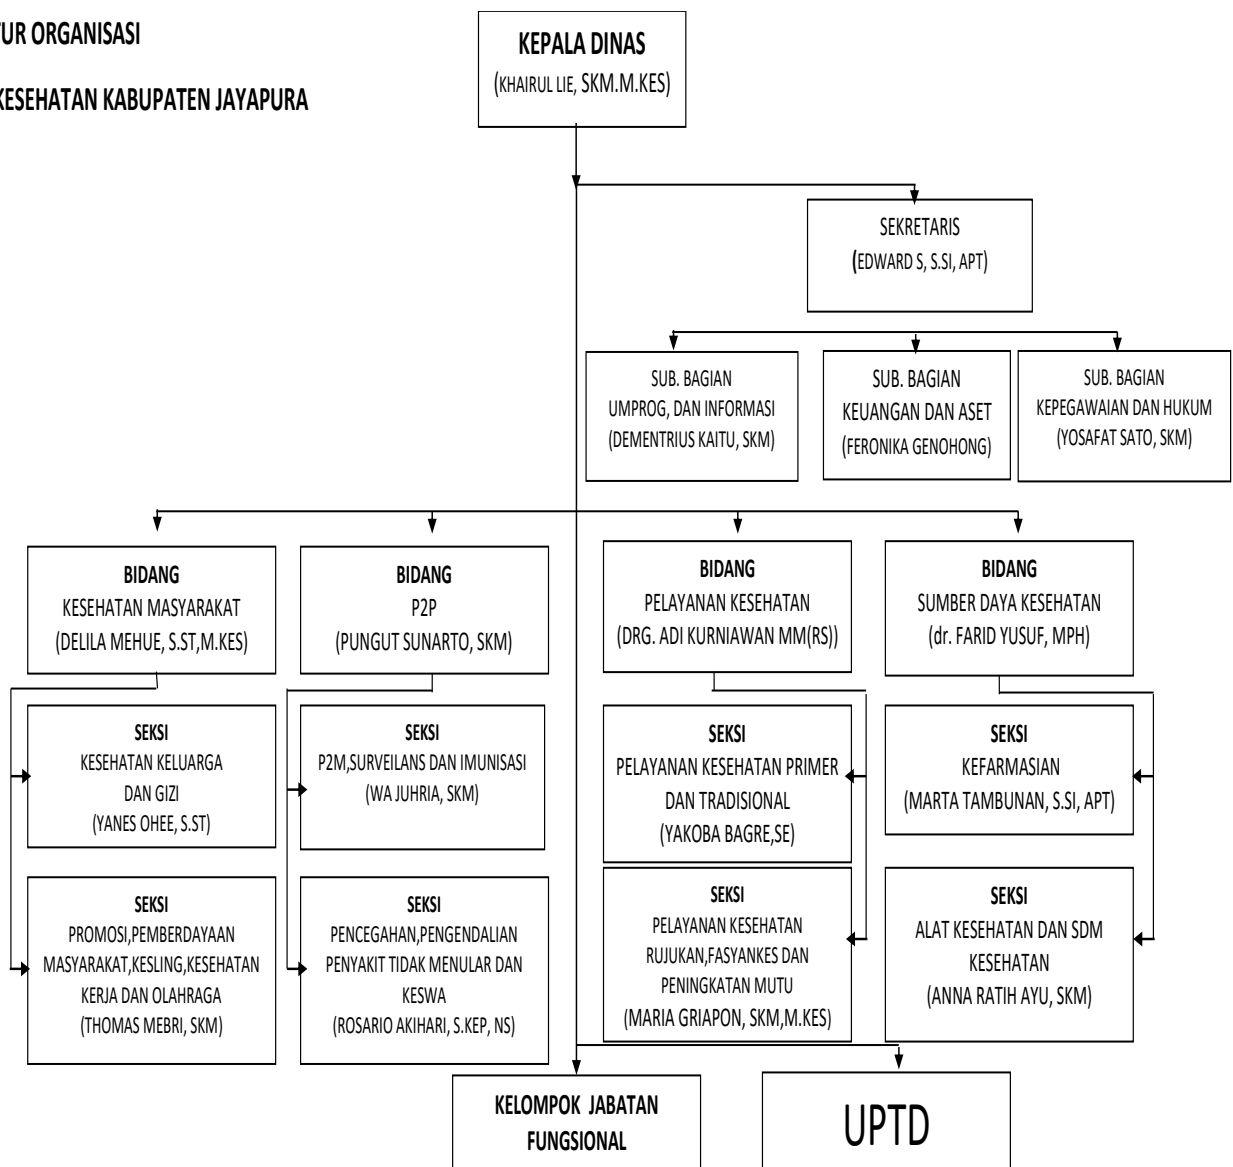 TUR ORGANISASI
KESEHATAN KABUPATEN JAYAPURA
KEPALA DINAS
(KHAIRUL LIE, SKM.M.KES)
SEKRETARIS
(EDWARD S, S.SI, APT)
SUB. BAGIAN
UMPROG, DAN INFORMASI
(DEMENTRIUS KAITU, SKM)
SUB. BAGIAN
KEUANGAN DAN ASET
(FERONIKA GENOHONG)
SUB. BAGIAN
KEPEGAWAIAN DAN HUKUM
(YOSAFAT SATO, SKM)
BIDANG
KESEHATAN MASYARAKAT
(DELILA MEHUE, S.ST,M.KES)
BIDANG
P2P
(PUNGUT SUNARTO, SKM)
BIDANG
PELAYANAN KESEHATAN
(DRG. ADI KURNIAWAN MM(RS))
BIDANG
SUMBER DAYA KESEHATAN
(dr. FARID YUSUF, MPH)
SEKSI
KESEHATAN KELUARGA
DAN GIZI
(YANES OHEE, S.ST)
SEKSI
P2M,SURVEILANS DAN IMUNISASI
(WA JUHRIA, SKM)
SEKSI
PELAYANAN KESEHATAN PRIMER
DAN TRADISIONAL
(YAKOBA BAGRE,SE)
SEKSI
KEFARMASIAN
(MARTA TAMBUNAN, S.SI, APT)
SEKSI
PROMOSI,PEMBERDAYAAN
MASYARAKAT,KESLING,KESEHATAN
KERJA DAN OLAHRAGA
(THOMAS MEBRI, SKM)
SEKSI
PENCEGAHAN,PENGENDALIAN
PENYAKIT TIDAK MENULAR DAN
KESWA
(ROSARIO AKIHARI, S.KEP, NS)
SEKSI
PELAYANAN KESEHATAN
RUJUKAN,FASYANKES DAN
PENINGKATAN MUTU
(MARIA GRIAPON, SKM,M.KES)
SEKSI
ALAT KESEHATAN DAN SDM
KESEHATAN
(ANNA RATIH AYU, SKM)
KELOMPOK JABATAN
FUNGSIONAL
UPTD